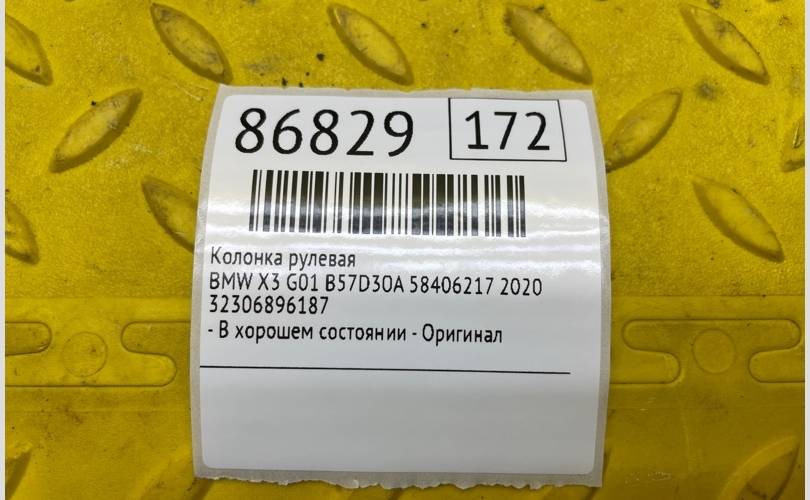 86829 172
Колонка рулевая
BMW X3 G01 B57D30A 58406217 2020
32306896187
- В хорошем состоянии - Оригинал